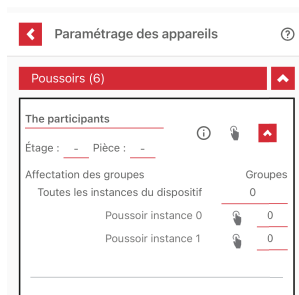 Paramétrage des appareils
Poussoirs (6)
The participants
Étage : - Pièce : -
Affectation des groupes Groupes
Toutes les instances du dispositif 0
Poussoir instance 0 0
Poussoir instance 1 0